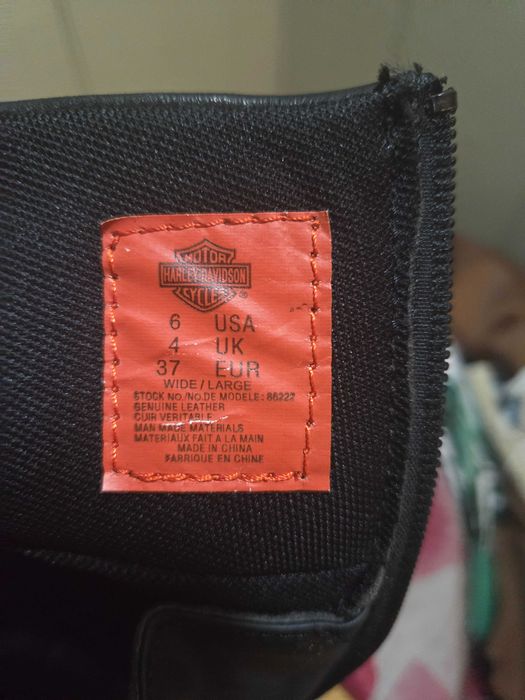 MOTOR
HARLEY-DAVIDSON
CYCLES
®
6 USA
4 UK
37 EUR
WIDE/LARGE
STOCK NO./NO.DE MODELE: 86222
GENUINE LEATHER
CUIR VERITABLE
MAN MADE MATERIALS
MATERIAUX FAIT A LA MAIN
MADE IN CHINA
FABRIQUE EN CHINE